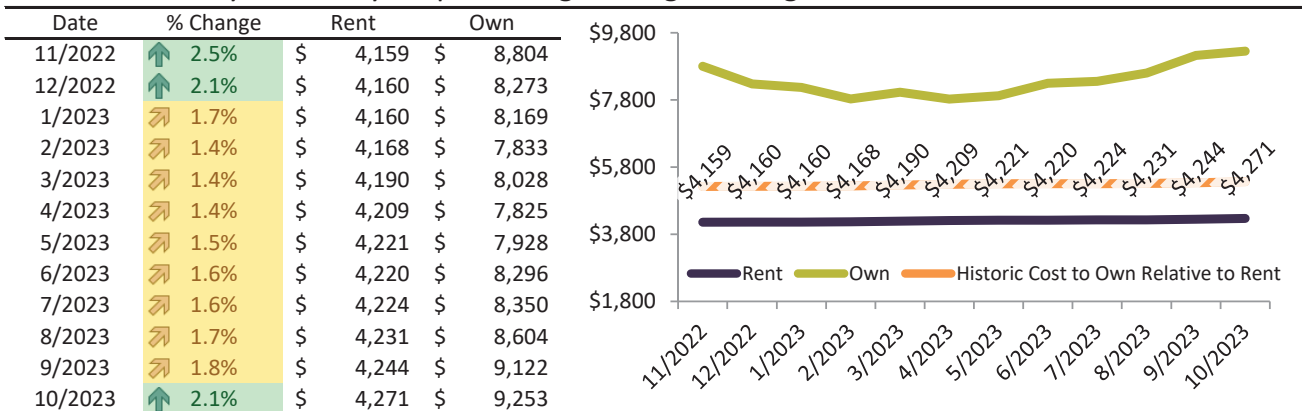 Date % Change Rent Own
11/2022 2.5% $ 4,159 $ 8,804
12/2022 2.1% $ 4,160 $ 8,273
1/2023 1.7% $ 4,160 $ 8,169
2/2023 1.4% $ 4,168 $ 7,833
3/2023 1.4% $ 4,190 $ 8,028
4/2023 1.4% $ 4,209 $ 7,825
5/2023 1.5% $ 4,221 $ 7,928
6/2023 1.6% $ 4,220 $ 8,296
7/2023 1.6% $ 4,224 $ 8,350
8/2023 1.7% $ 4,231 $ 8,604
9/2023 1.8% $ 4,244 $ 9,122
10/2023 2.1% $ 4,271 $ 9,253
$9,800
$7,800
$5,800
$3,800
$1,800
$4,159 $4,160 $4,160 $4,168 $4,190 $4,209 $4,221 $4,220 $4,224 $4,231 $4,244 $4,271
Rent Own Historic Cost to Own Relative to Rent
11/2022 12/2022 1/2023 2/2023 3/2023 4/2023 5/2023 6/2023 7/2023 8/2023 9/2023 10/2023